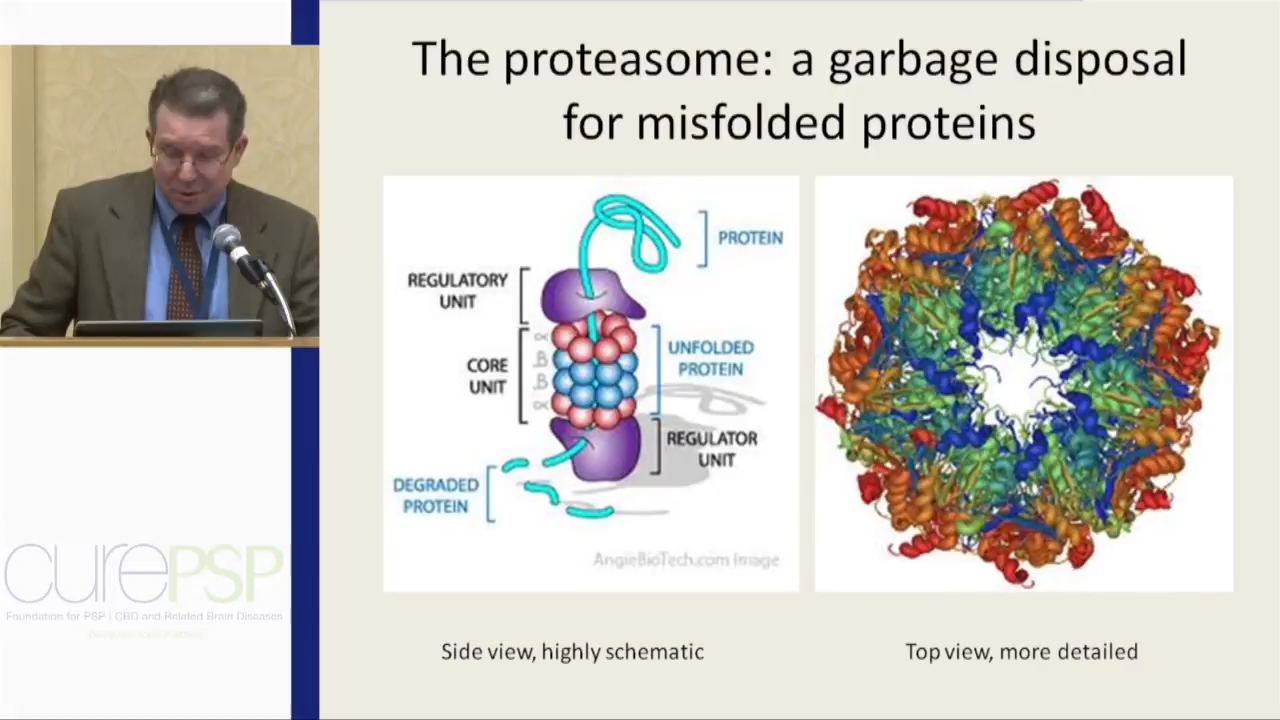 The proteasome: a garbage disposal
for misfolded proteins
PROTEIN
REGULATORY
UNIT
CORE
UNIT
UNFOLDED
PROTEIN
REGULATOR
UNIT
DEGRADED
PROTEIN
AngieBioTech.com Image
Side view, highly schematic
Top view, more detailed
curePSP
Foundation for PSP | CBD and Related Brain Diseases